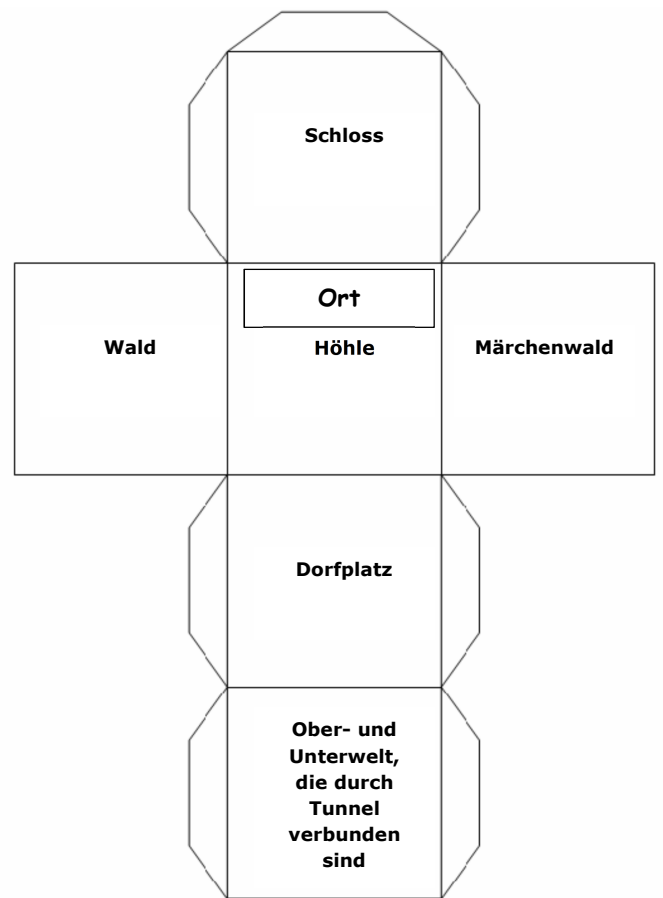 Schloss
Ort
Wald
Höhle
Märchenwald
Dorfplatz
Ober- und
Unterwelt,
die durch
Tunnel
verbunden
sind